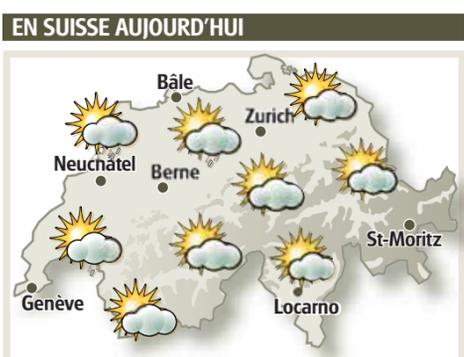 EN SUISSE AUJOURD'HUI
Bâle
Zurich
Neuchâtel
Berne
St-Moritz
Genève
Locarno